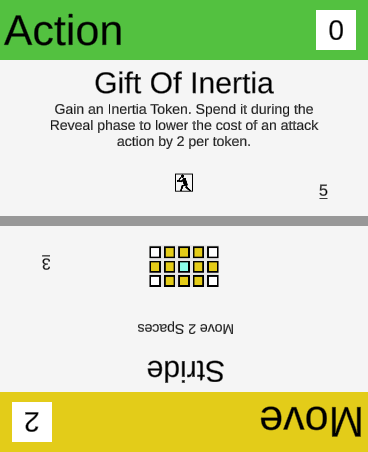 Action
0
Gift Of Inertia
Gain an Inertia Token. Spend it during the
Reveal phase to lower the cost of an attack
action by 2 per token.
5
Move
2
Stride
Move 2 Spaces
3